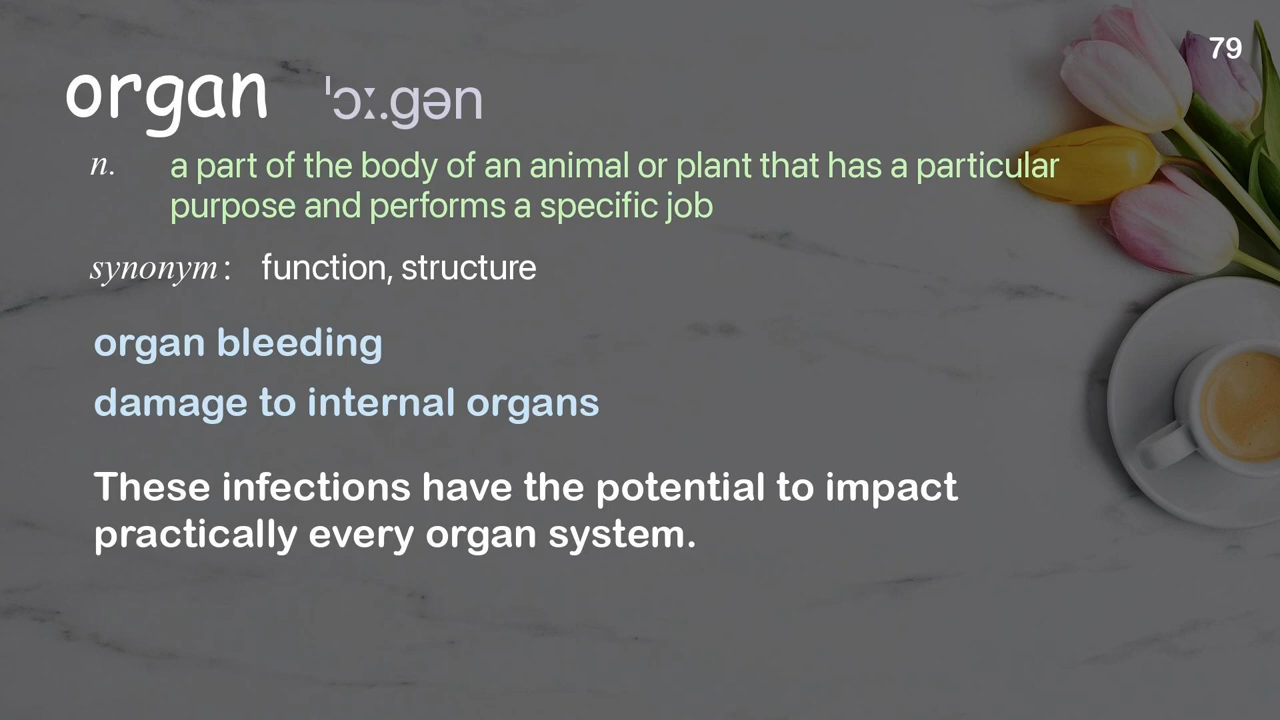 79
organ ˈɔː.gən
n. a part of the body of an animal or plant that has a particular
purpose and performs a specific job
synonym: function, structure
organ bleeding
damage to internal organs
These infections have the potential to impact
practically every organ system.